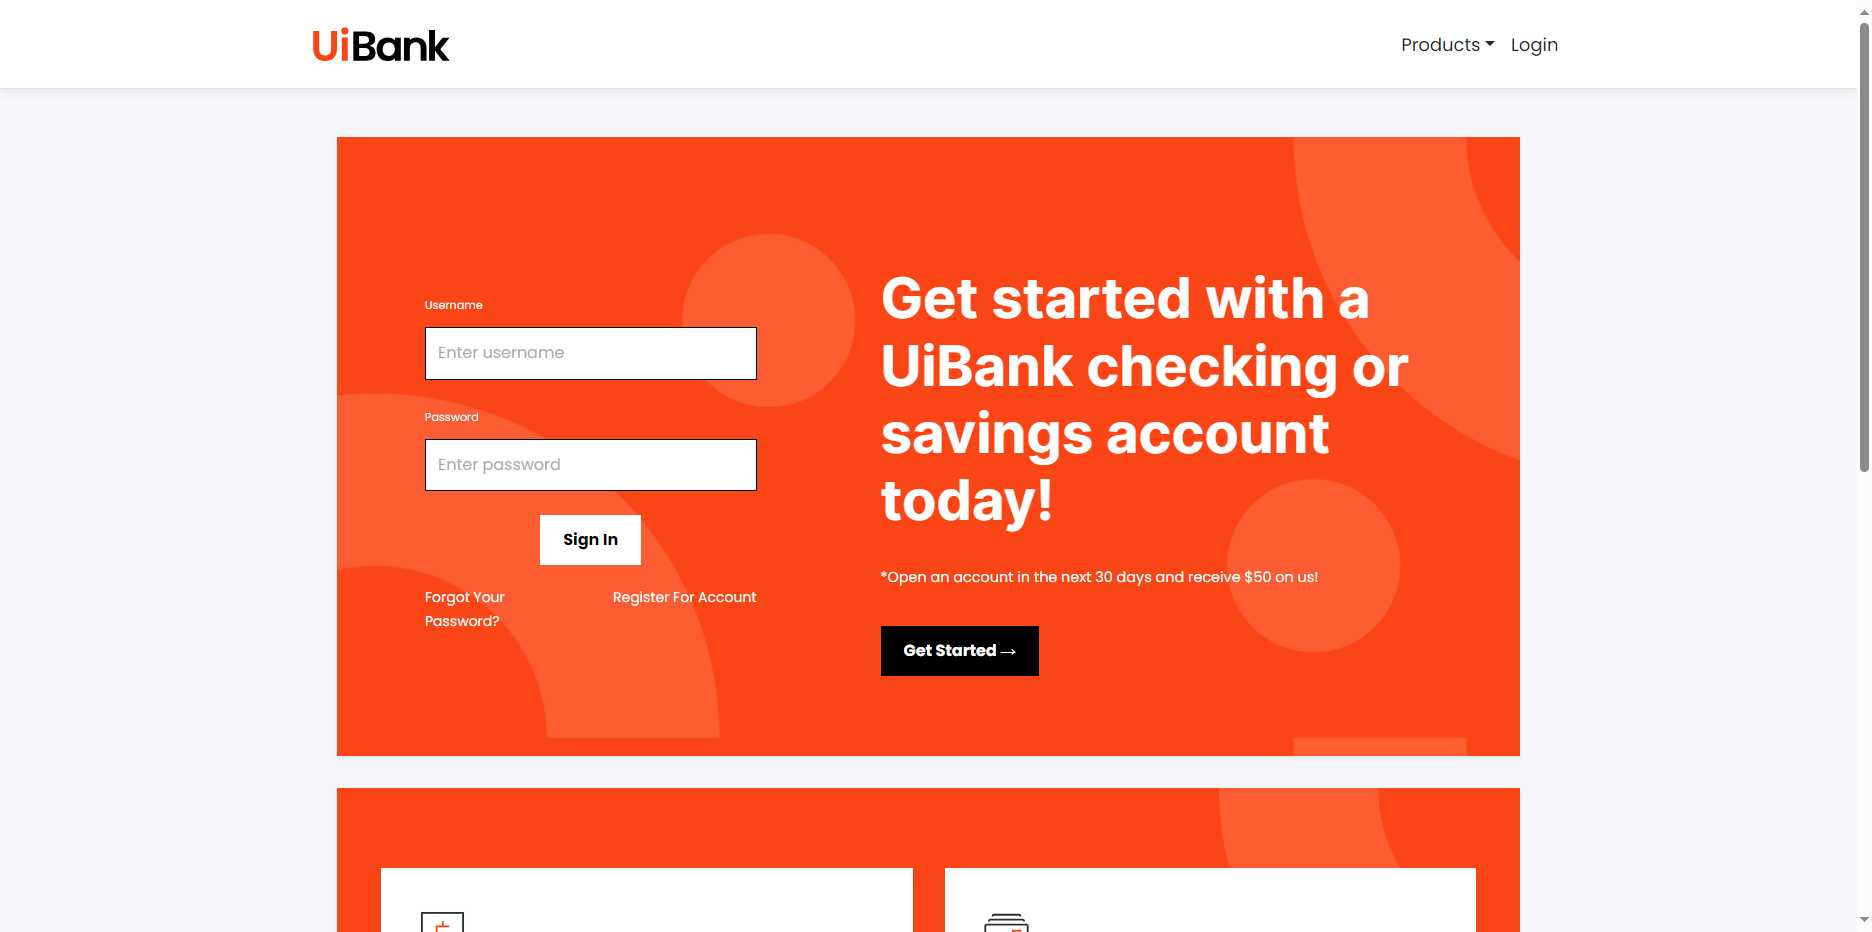 UiBank
Products Login
Username
Enter username
Password
Enter password
Sign In
Forgot Your
Password?
Register For Account
Get started with a
UiBank checking or
savings account
today!
*Open an account in the next 30 days and receive $50 on us!
Get Started →